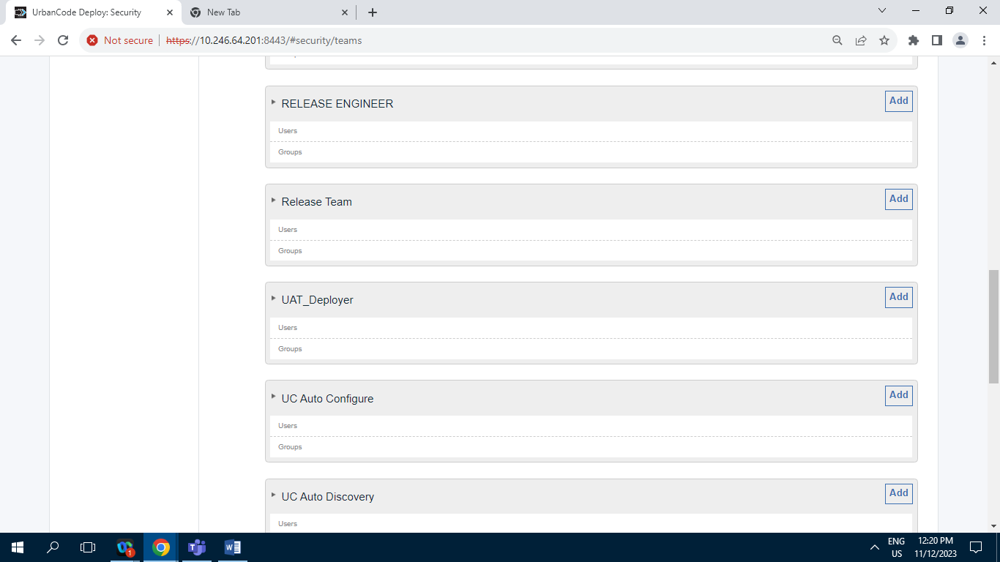 UrbanCode Deploy: Security
New Tab
Not secure
https://10.246.64.201:8443/#security/teams
RELEASE ENGINEER
Add
Users
Groups
Release Team
Add
Users
Groups
UAT_Deployer
Add
Users
Groups
UC Auto Configure
Add
Users
Groups
UC Auto Discovery
Add
Users
1
ENG
US
12:20 PM
11/12/2023